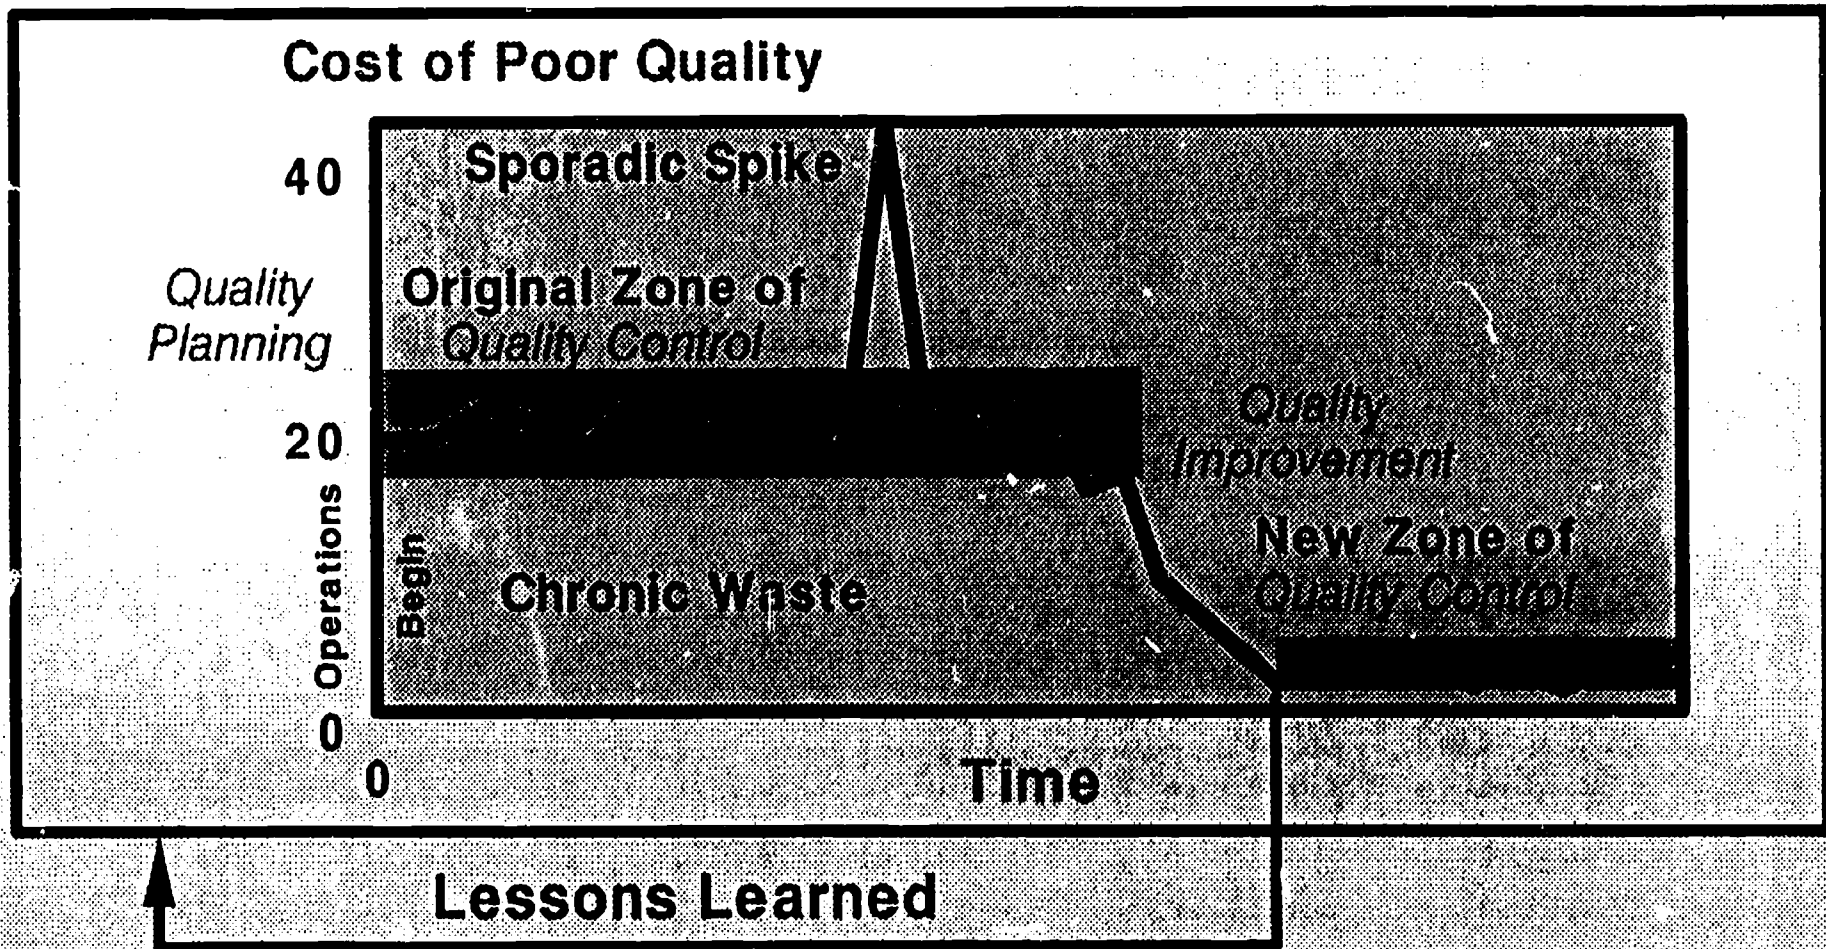 Cost of Poor Quality
40
Sporadic Spike
Quality
Planning
Original Zone of
Quality Control
20
Quality
Improvement
Operations
Begin
Chronic Waste
New Zone of
Quality Control
0
0
Time
Lessons Learned